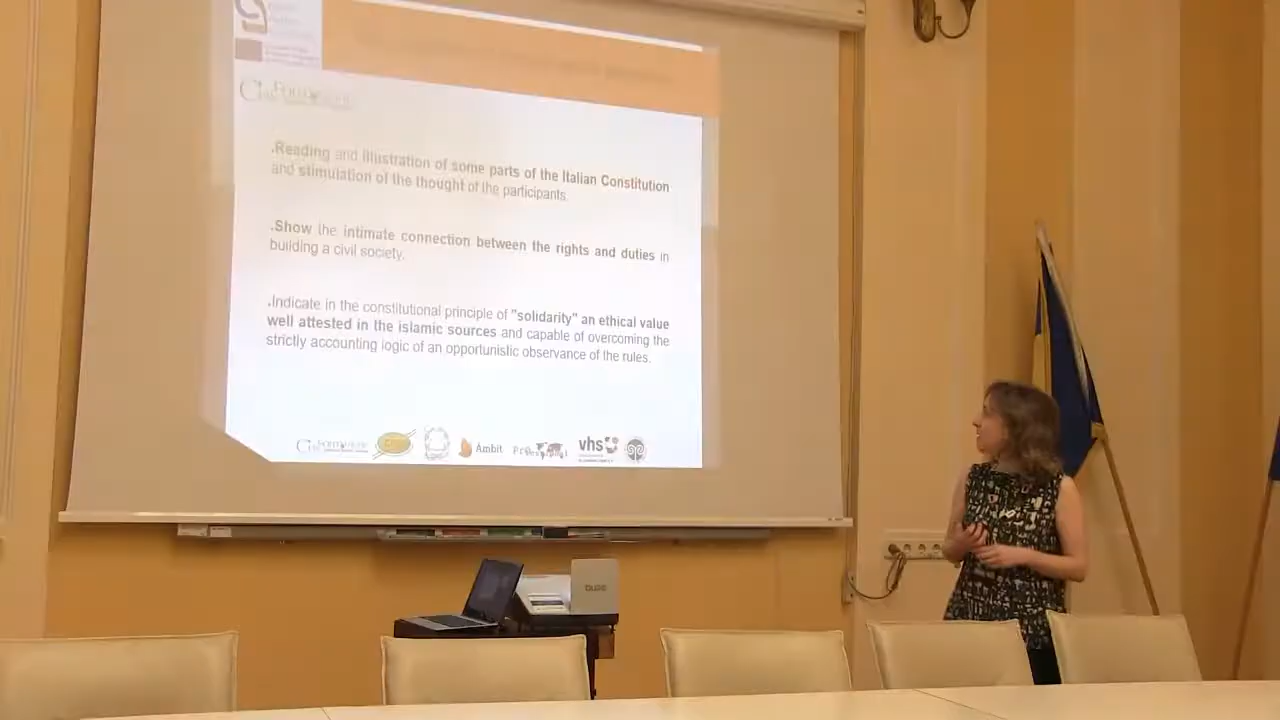 .Reading and illustration of some parts of the Italian Constitution
and stimulation of the thought of the participants.
.Show the intimate connection between the rights and duties in
building a civil society.
.Indicate in the constitutional principle of "solidarity" an ethical value
well attested in the islamic sources and capable of overcoming the
strictly accounting logic of an opportunistic observance of the rules.
Àmbit
vhs